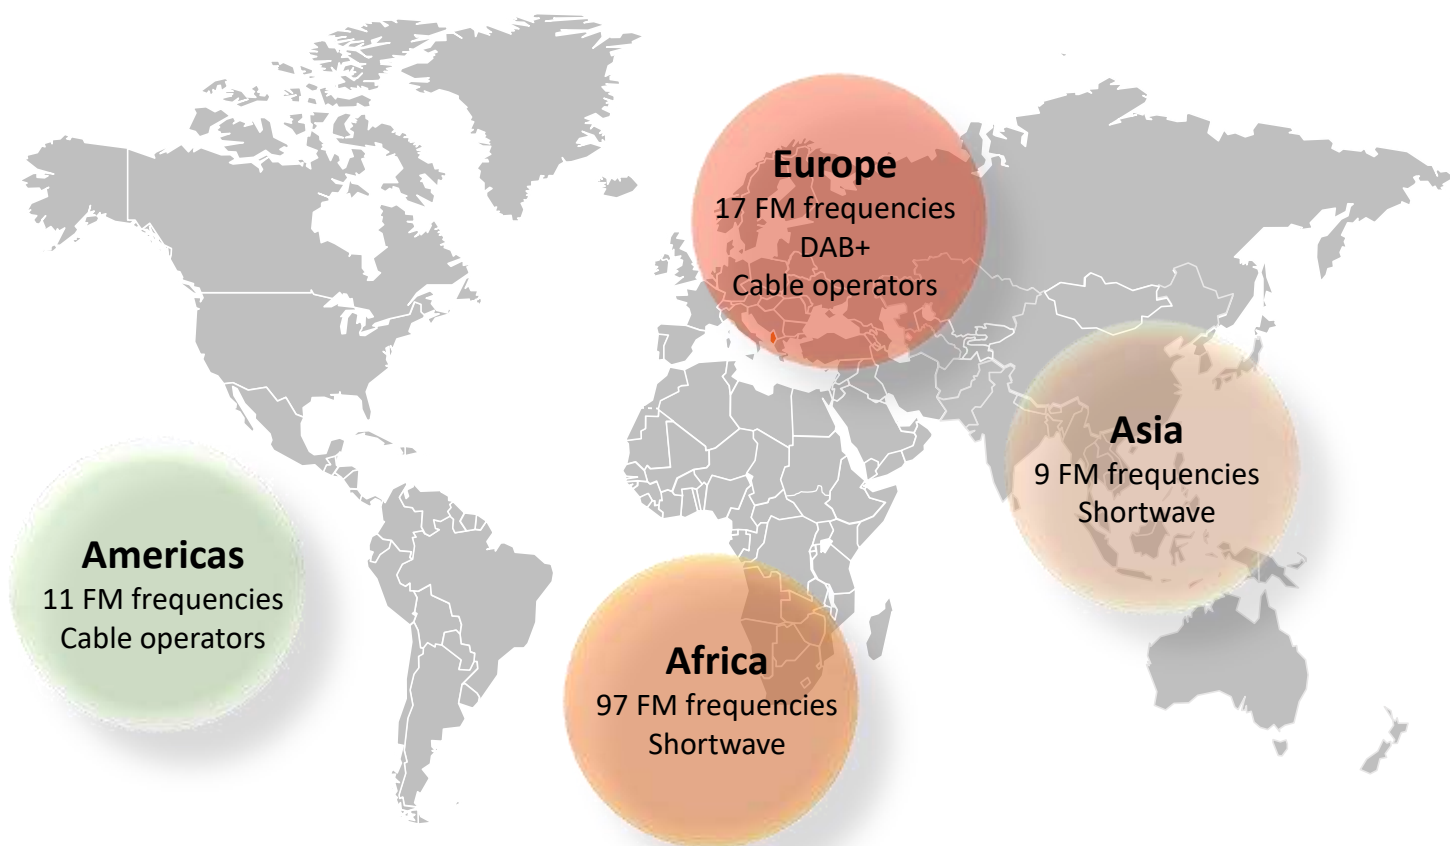 Europe
17 FM frequencies
DAB+
Cable operators
Asia
9 FM frequencies
Shortwave
Americas
11 FM frequencies
Cable operators
Africa
97 FM frequencies
Shortwave